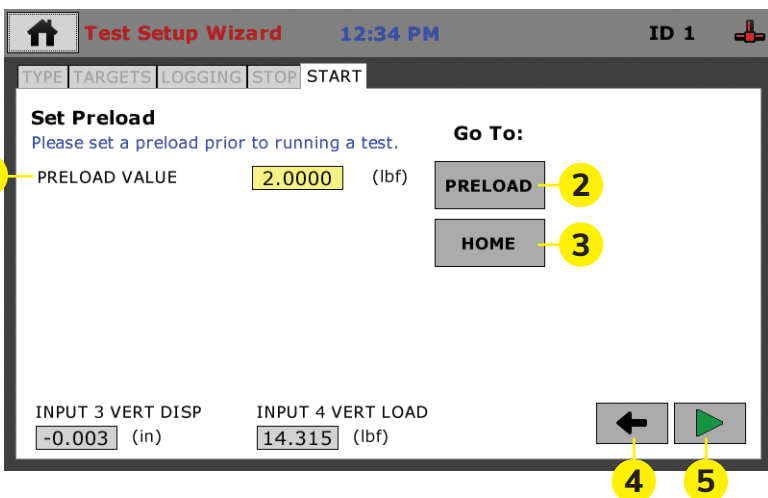 Test Setup Wizard 12:34 PM ID 1
TYPE TARGETS LOGGING STOP START
Set Preload
Please set a preload prior to running a test.
Go To:
PRELOAD VALUE 2.0000 (lbf)
PRELOAD 2
HOME 3
INPUT 3 VERT DISP INPUT 4 VERT LOAD
-0.003 (in) 14.315 (lbf)
4 5